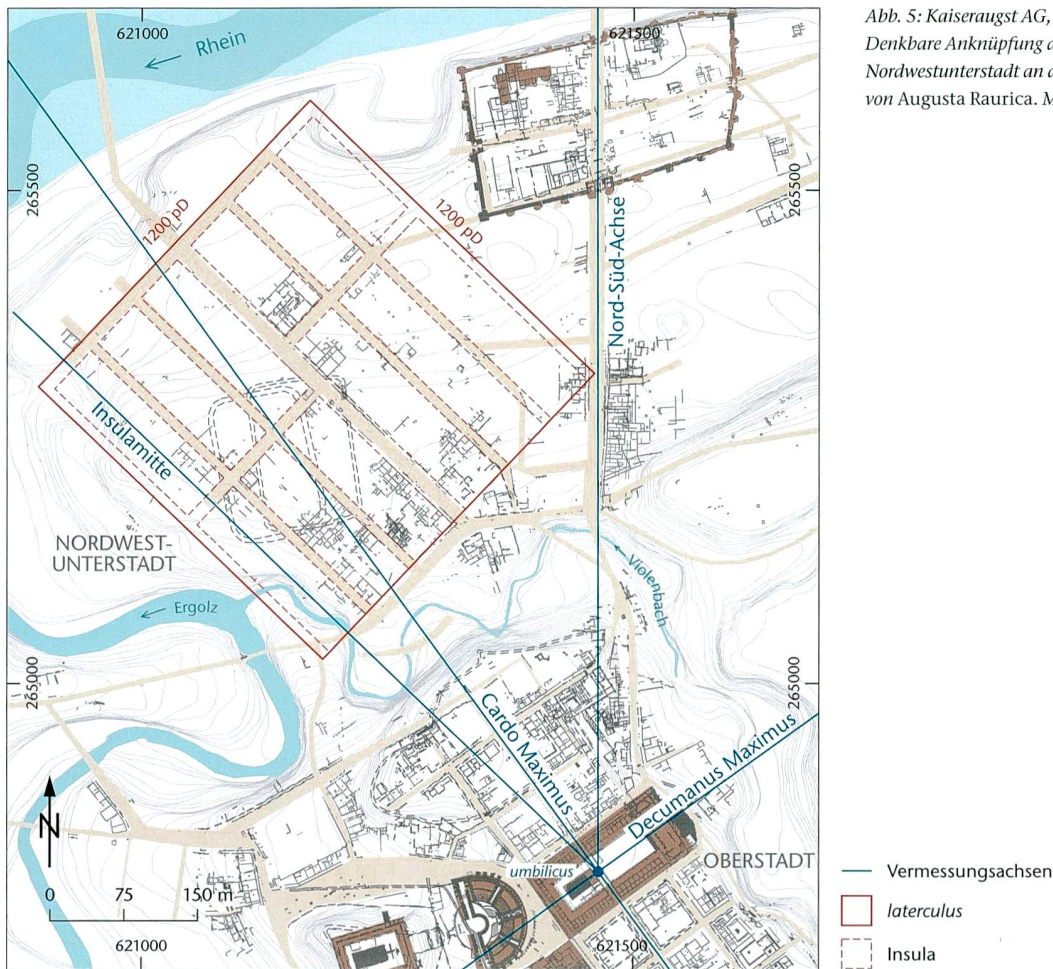 621000
621500
Rhein
265500
265500
1200 pD
1200 pD
Nord-Süd-Achse
Insulamitte
NORDWEST-
UNTERSTADT
Ergolz
Violenbach
265000
265000
Cardo Maximus
Decumanus Maximus
N
umbilicus
OBERSTADT
0 75 150 m
621000
621500
Abb. 5: Kaiseraugst AG,
Denkbare Anknüpfung
Nordwestunterstadt an
von Augusta Raurica.
Vermessungsachsen
laterculus
Insula